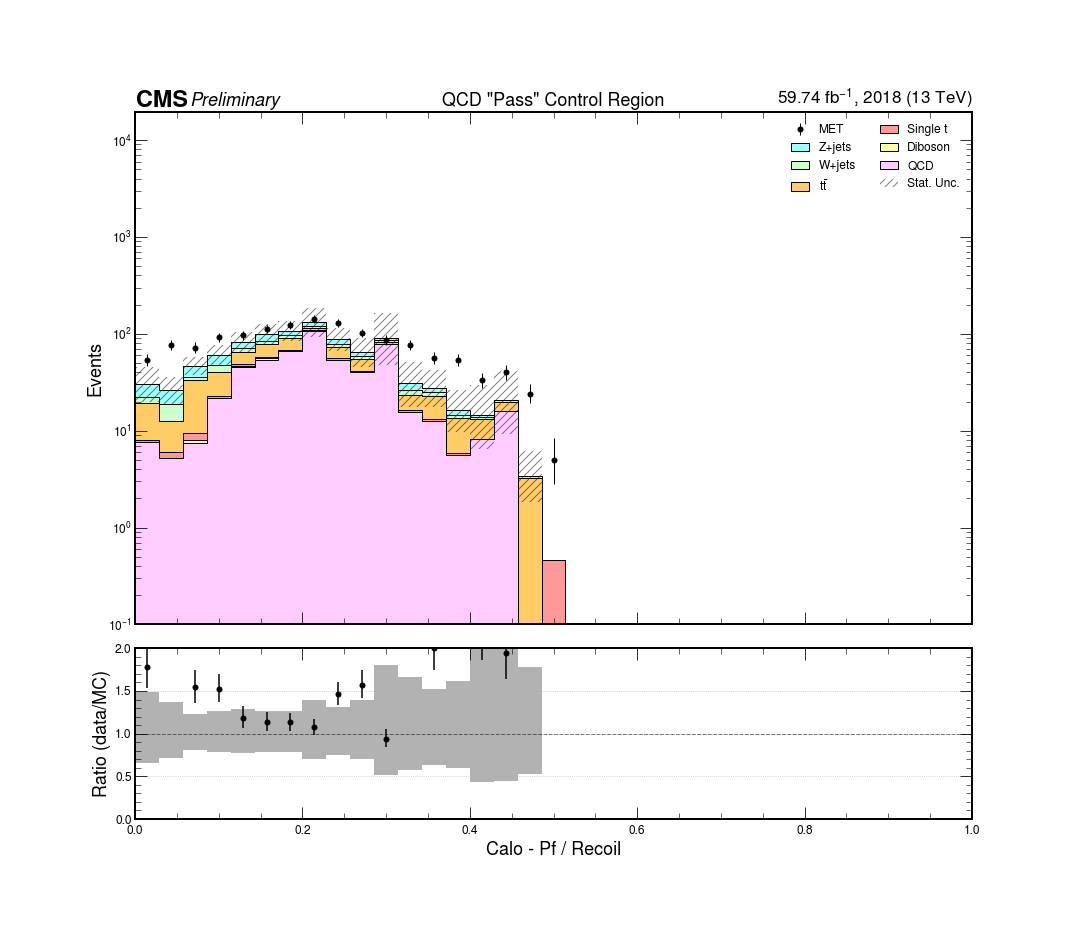 CMS Preliminary QCD "Pass" Control Region 59.74 fb⁻¹, 2018 (13 TeV)
MET
Z+jets
W+jets
tt̄
Single t
Diboson
QCD
Stat. Unc.
Events
10⁴
10³
10²
10¹
10⁰
10⁻¹
Ratio (data/MC)
2.0
1.5
1.0
0.5
0.0
0.0 0.2 0.4 0.6 0.8 1.0
Calo - Pf / Recoil